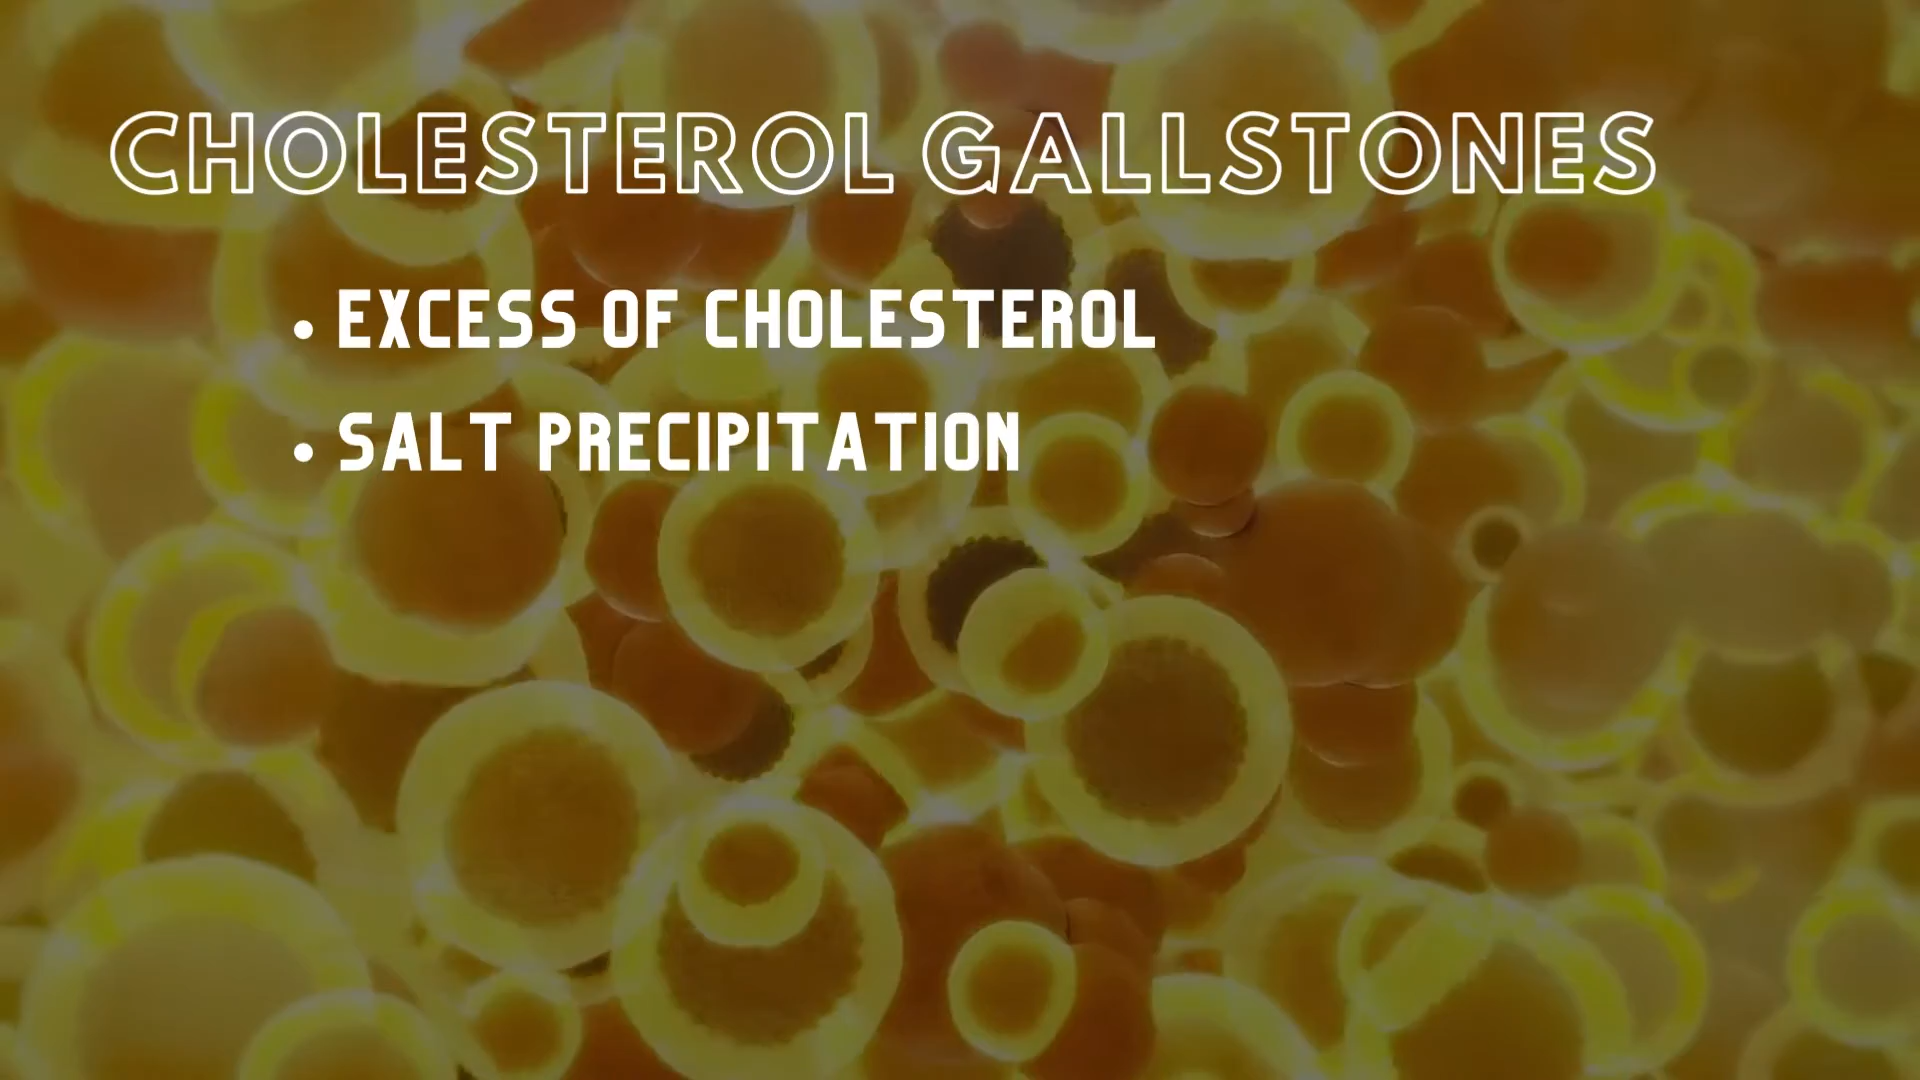 CHOLESTEROL GALLSTONES
• EXCESS OF CHOLESTEROL
• SALT PRECIPITATION